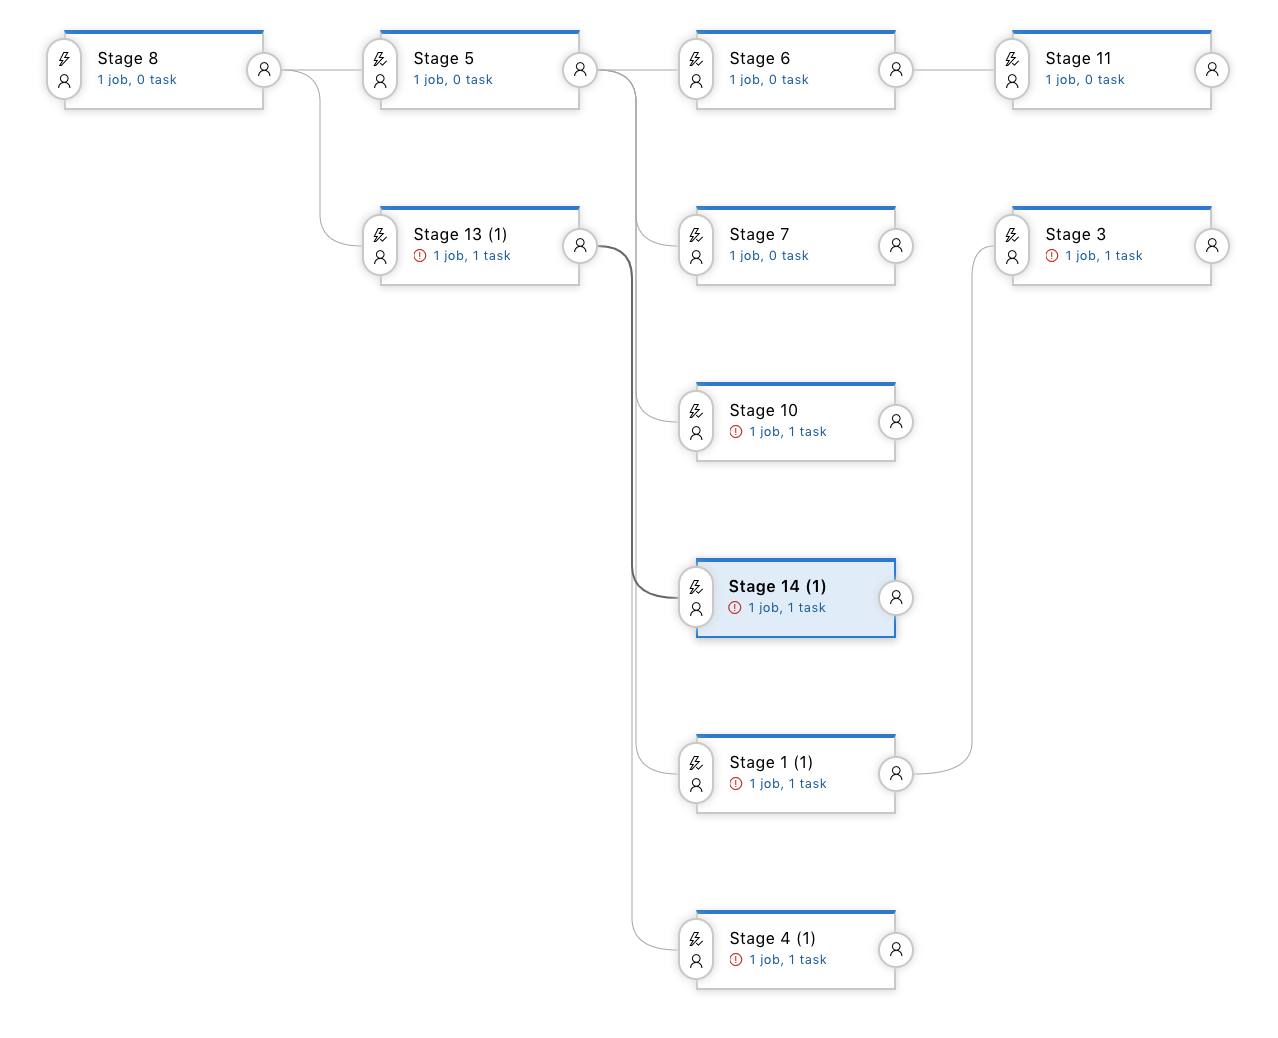 Stage 8
1 job, 0 task
Stage 5
1 job, 0 task
Stage 6
1 job, 0 task
Stage 11
1 job, 0 task
Stage 13 (1)
1 job, 1 task
Stage 7
1 job, 0 task
Stage 3
1 job, 1 task
Stage 10
1 job, 1 task
Stage 14 (1)
1 job, 1 task
Stage 1 (1)
1 job, 1 task
Stage 4 (1)
1 job, 1 task